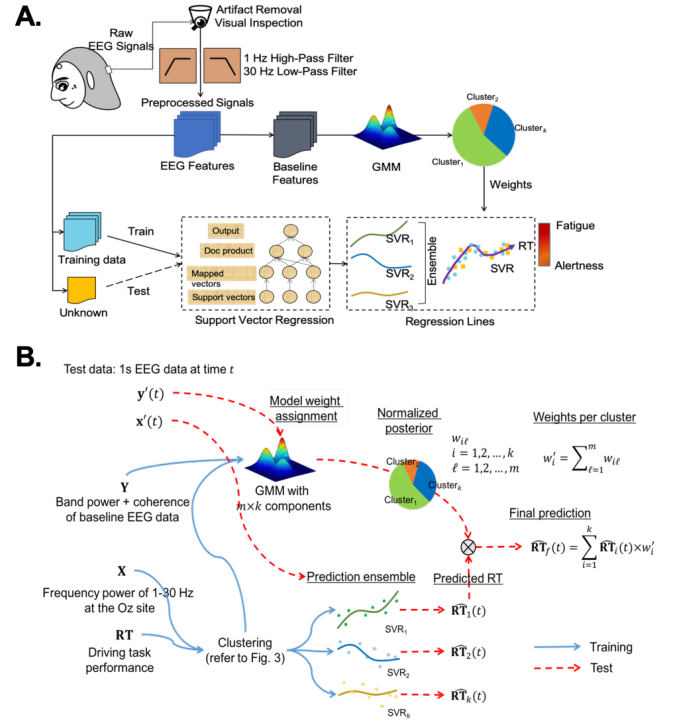 A.
Artifact Removal
Visual Inspection
Raw
EEG Signals
1 Hz High-Pass Filter
30 Hz Low-Pass Filter
Preprocessed Signals
EEG Features
Baseline
Features
GMM
Cluster₂
Clusterₖ
Cluster₁
Weights
Training data
Train
Test
Unknown
Output
Doc product
Mapped
vectors
Support vectors
Support Vector Regression
SVR₁
SVR₂
SVR₃
Ensemble
RT
SVR
Regression Lines
Fatigue
Alertness
B.
Test data: 1s EEG data at time t
y′(t)
x′(t)
Model weight
assignment
GMM with
m×k components
Normalized
posterior
Cluster₂
Clusterₖ
Cluster₁
wᵢℓ
i = 1,2, … , k
ℓ = 1,2, … , m
Weights per cluster
w′ᵢ = ∑ᵐℓ₌₁ wᵢℓ
Y
Band power + coherence
of baseline EEG data
Final prediction
R̂T̂f(t) = ∑ᵏᵢ₌₁ R̂T̂ᵢ(t)×w′ᵢ
X
Frequency power of 1-30 Hz
at the Oz site
RT
Driving task
performance
Clustering
(refer to Fig. 3)
Prediction ensemble
SVR₁
SVR₂
SVRₖ
Predicted RT
R̂T̂₁(t)
R̂T̂₂(t)
R̂T̂ₖ(t)
Training
Test